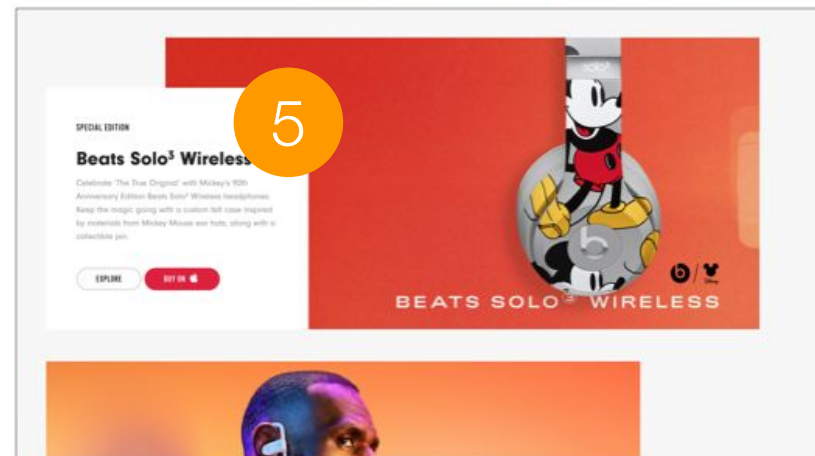 5
SPECIAL EDITION
Beats Solo³ Wireless
Celebrate 'The True Original' with Mickey's 90th
Anniversary Edition Beats Solo³ Wireless headphones.
Keep the magic going with a custom felt case inspired
by materials from Mickey Mouse ear hats, along with a
collectible pin.
EXPLORE
BUY ON
solo³
b
b
Disney
BEATS SOLO³ WIRELESS